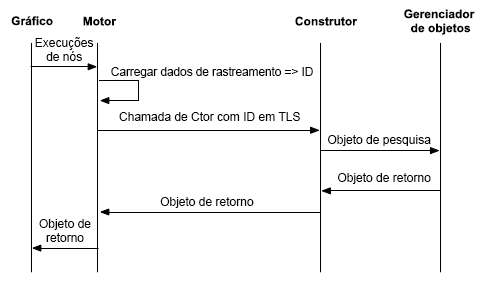 Gráfico
Motor
Construtor
Gerenciador
de objetos
Execuções
de nós
Carregar dados de rastreamento => ID
Chamada de Ctor com ID em TLS
Objeto de pesquisa
Objeto de retorno
Objeto de retorno
Objeto de
retorno